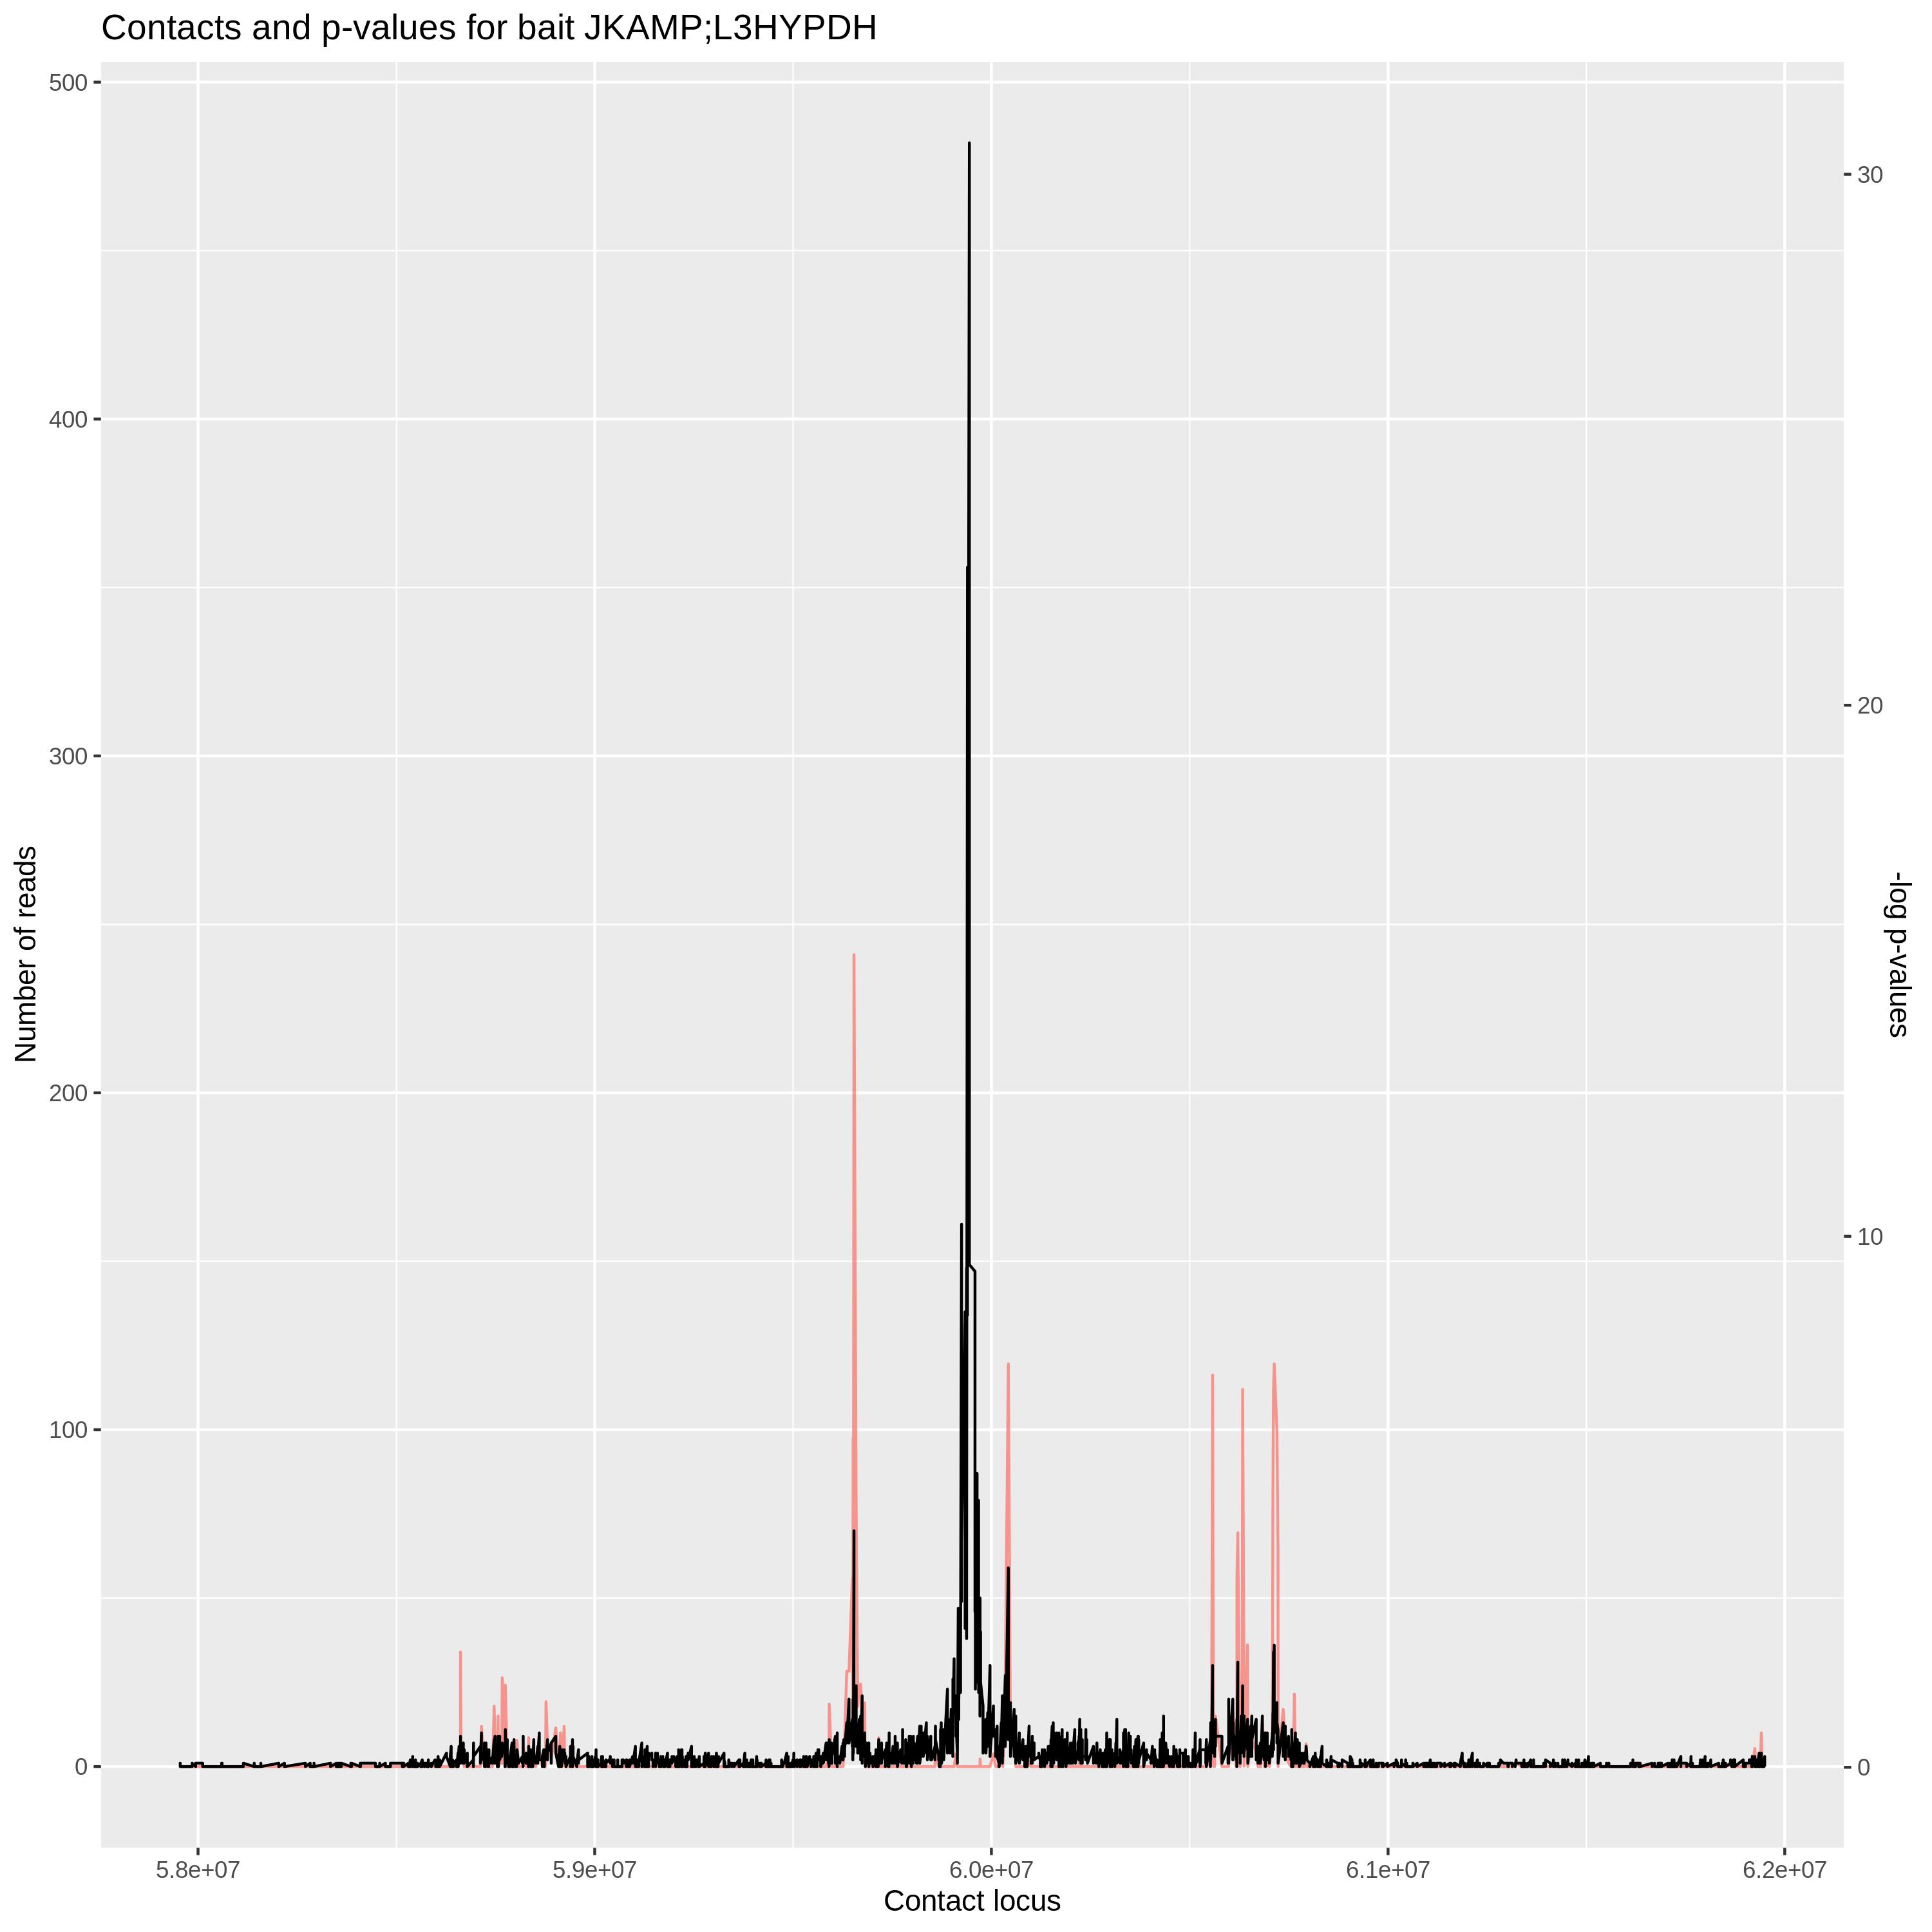 Contacts and p-values for bait JKAMP;L3HYPDH
500
400
300
200
100
0
Number of reads
30
20
10
0
-log p-values
5.8e+07 5.9e+07 6.0e+07 6.1e+07 6.2e+07
Contact locus